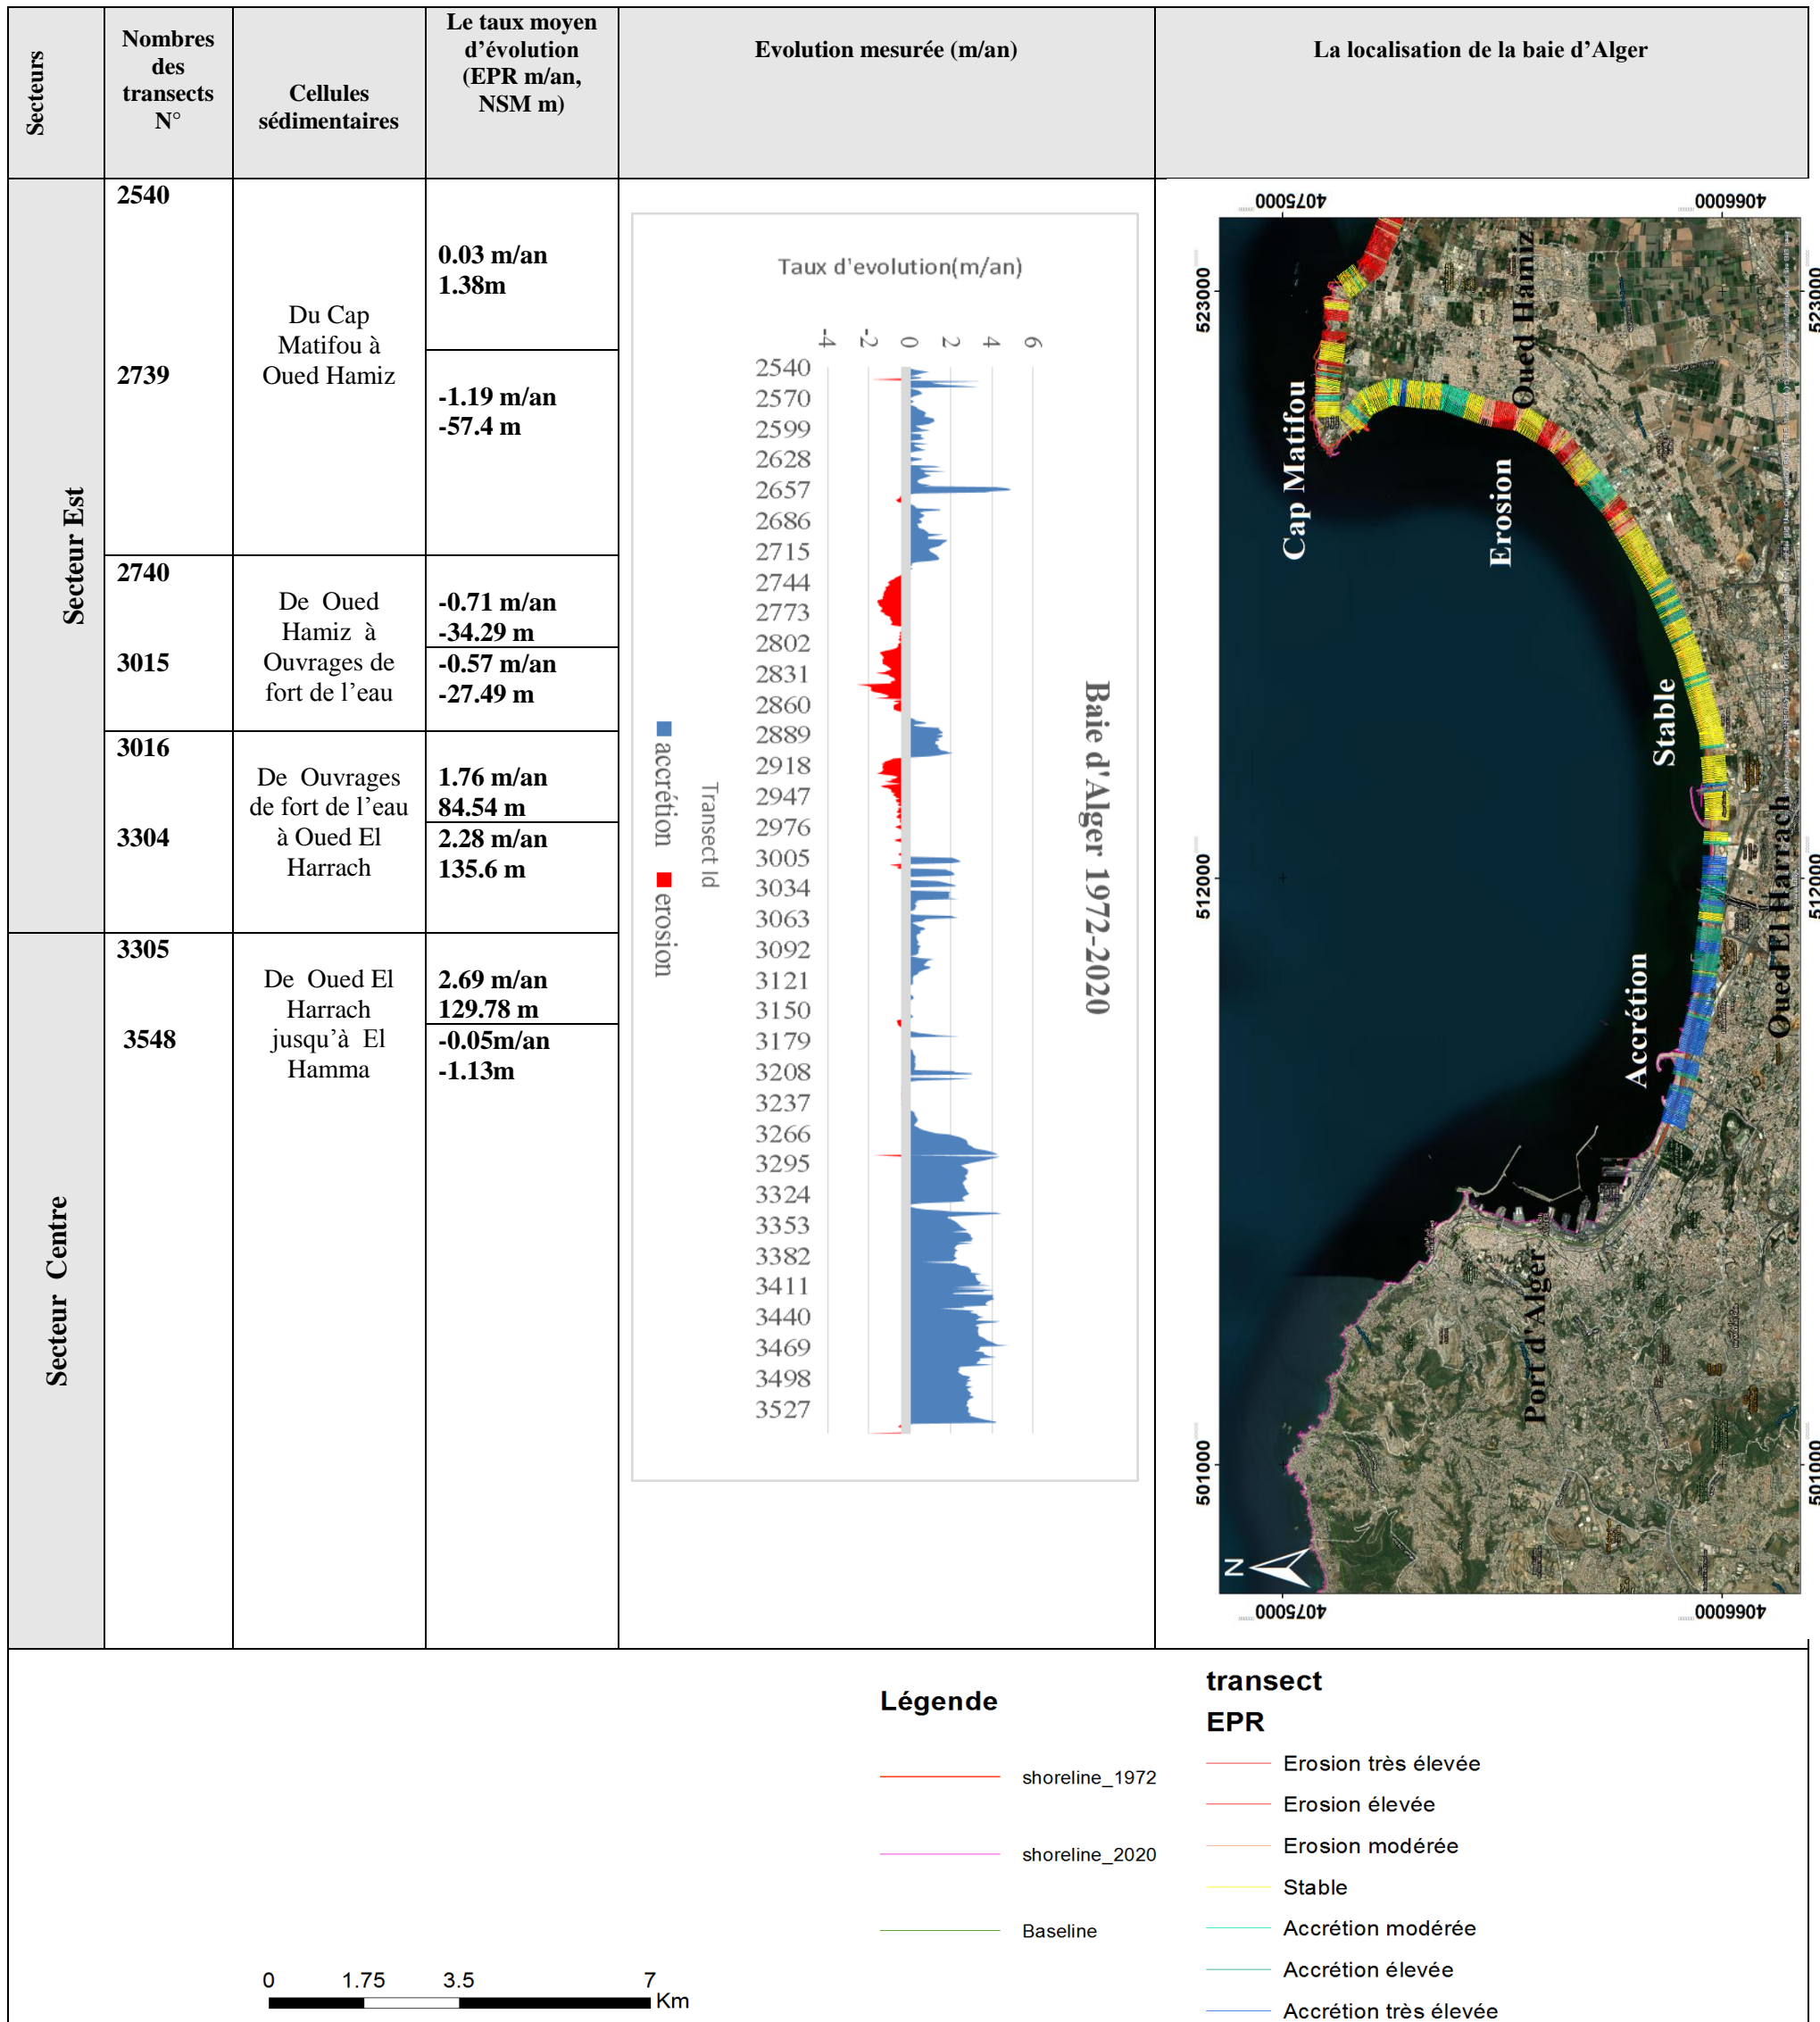 Secteurs
Nombres
des
transects
N°
Cellules
sédimentaires
Le taux moyen
d’évolution
(EPR m/an,
NSM m)
Evolution mesurée (m/an)
La localisation de la baie d’Alger
Secteur Est
2540
2739
Du Cap
Matifou à
Oued Hamiz
0.03 m/an
1.38m
-1.19 m/an
-57.4 m
2740
3015
De Oued
Hamiz à
Ouvrages de
fort de l’eau
-0.71 m/an
-34.29 m
-0.57 m/an
-27.49 m
3016
3304
De Ouvrages
de fort de l’eau
à Oued El
Harrach
1.76 m/an
84.54 m
2.28 m/an
135.6 m
Secteur Centre
3305
3548
De Oued El
Harrach
jusqu’à El
Hamma
2.69 m/an
129.78 m
-0.05m/an
-1.13m
Baie d'Alger 1972-2020
Taux d'evolution(m/an)
-4
-2
0
2
4
6
2540
2570
2599
2628
2657
2686
2715
2744
2773
2802
2831
2860
2889
2918
2947
2976
3005
3034
3063
3092
3121
3150
3179
3208
3237
3266
3295
3324
3353
3382
3411
3440
3469
3498
3527
Transect Id
accrétion erosion
4075000
4066000
523000
523000
Oued Hamiz
Cap Matifou
Erosion
Stable
512000
512000
Oued El Harrach
Accrétion
Port d'Alger
501000
501000
N
4075000
4066000
Légende
shoreline_1972
shoreline_2020
Baseline
transect
EPR
Erosion très élevée
Erosion élevée
Erosion modérée
Stable
Accrétion modérée
Accrétion élevée
Accrétion très élevée
0 1.75 3.5 7
Km